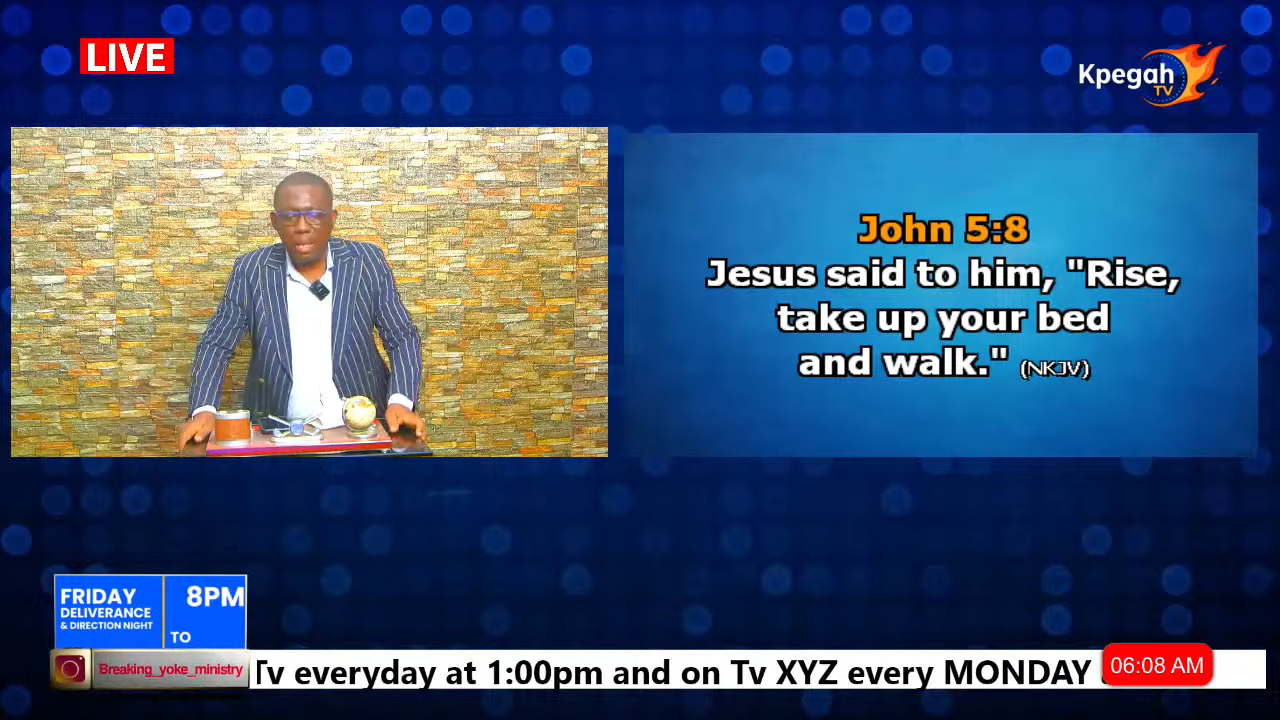 LIVE
Kpegah
TV
John 5:8
Jesus said to him, "Rise,
take up your bed
and walk." (NKJV)
FRIDAY
DELIVERANCE
& DIRECTION NIGHT
8PM
TO
Breaking_yoke_ministry
Tv everyday at 1:00pm and on Tv XYZ every MONDAY
06:08 AM